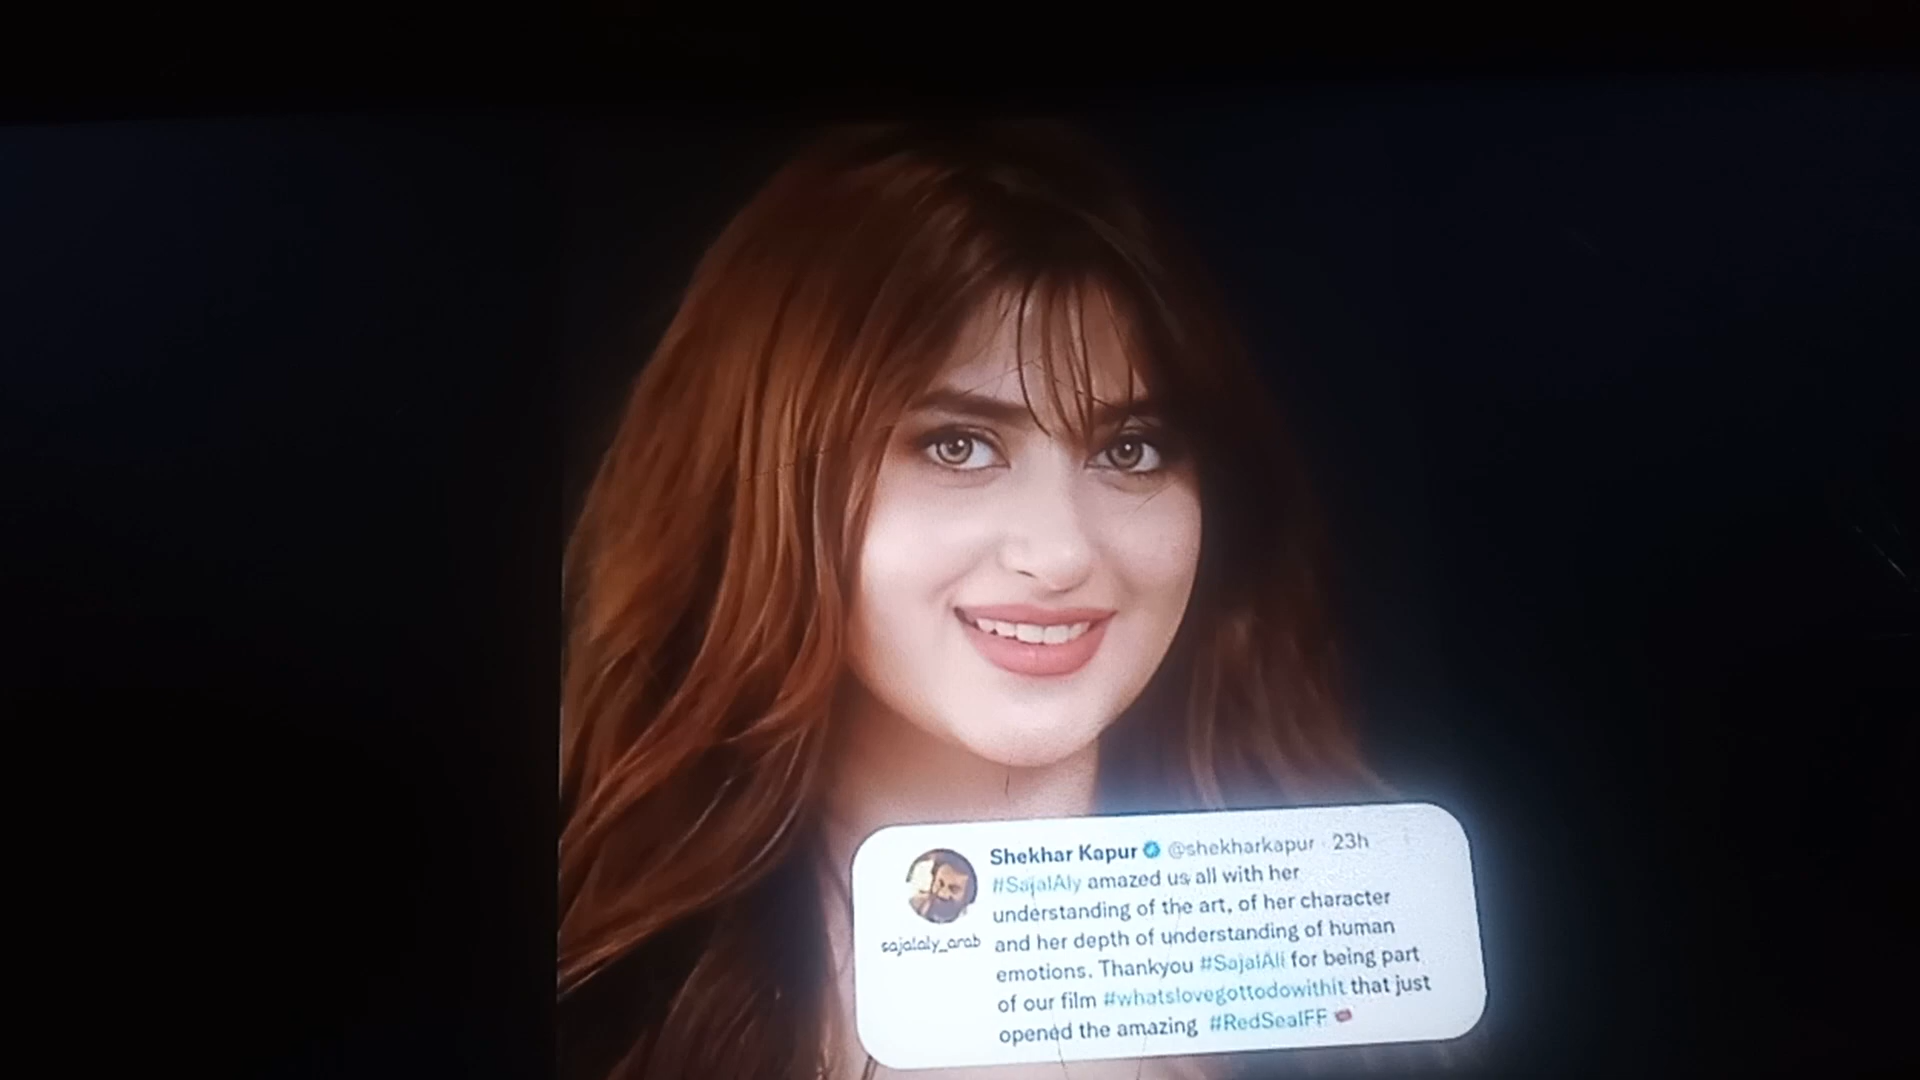 Shekhar Kapur @shekharkapur · 23h
#SajalAly amazed us all with her
understanding of the art, of her character
and her depth of understanding of human
emotions. Thankyou #SajalAli for being part
of our film #whatslovegottodowithit that just
opened the amazing #RedSeaIFF
sajalaly_arab